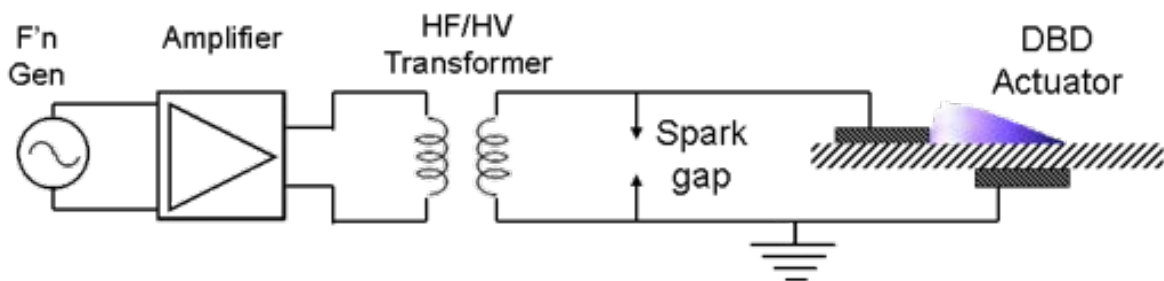 F'n
Gen
Amplifier
HF/HV
Transformer
Spark
gap
DBD
Actuator